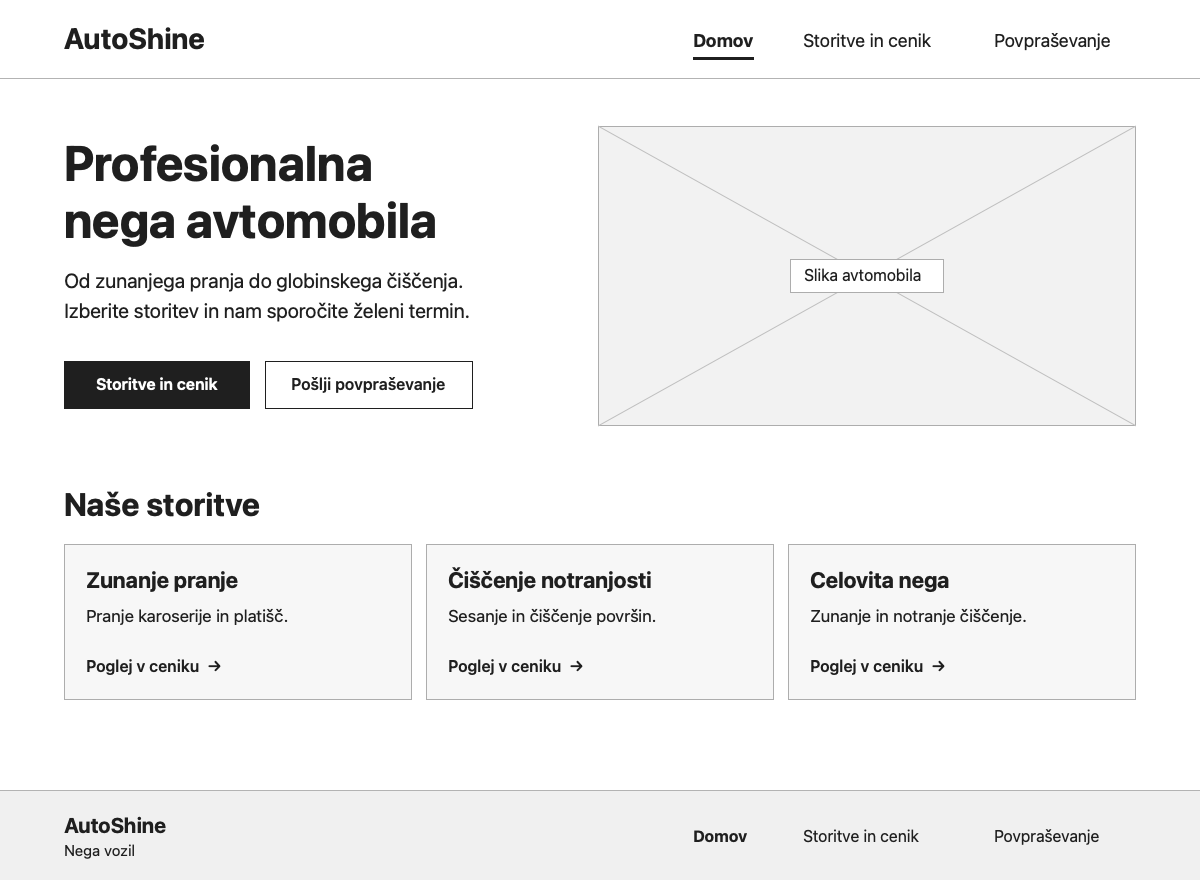 AutoShine
Domov
Storitve in cenik
Povpraševanje
Profesionalna
nega avtomobila
Od zunanjega pranja do globinskega čiščenja.
Izberite storitev in nam sporočite želeni termin.
Storitve in cenik
Pošlji povpraševanje
Slika avtomobila
Naše storitve
Zunanje pranje
Pranje karoserije in platišč.
Poglej v ceniku →
Čiščenje notranjosti
Sesanje in čiščenje površin.
Poglej v ceniku →
Celovita nega
Zunanje in notranje čiščenje.
Poglej v ceniku →
AutoShine
Nega vozil
Domov
Storitve in cenik
Povpraševanje